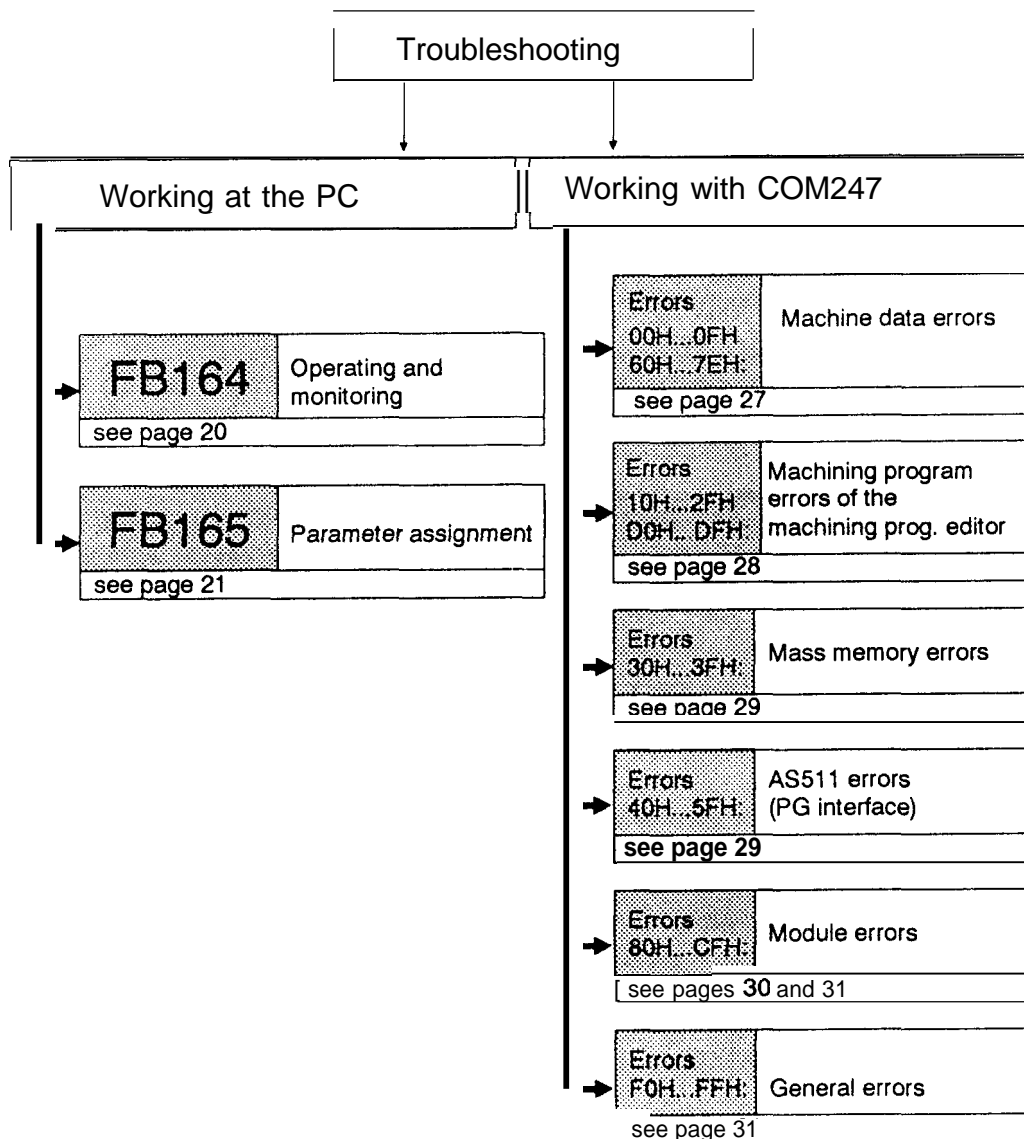 Troubleshooting
Working at the PC
FB164
Operating and
monitoring
see page 20
FB165
Parameter assignment
see page 21
Working with COM247
Errors
00H...0FH
60H...7EH:
Machine data errors
see page 27
Errors
10H...2FH
D0H...DFH
Machining program
errors of the
machining prog. editor
see page 28
Errors
30H...3FH:
Mass memory errors
see page 29
Errors
40H...5FH:
AS511 errors
(PG interface)
see page 29
Errors
80H...CFH:
Module errors
[ see pages 30 and 31
Errors
F0H...FFH:
General errors
see page 31